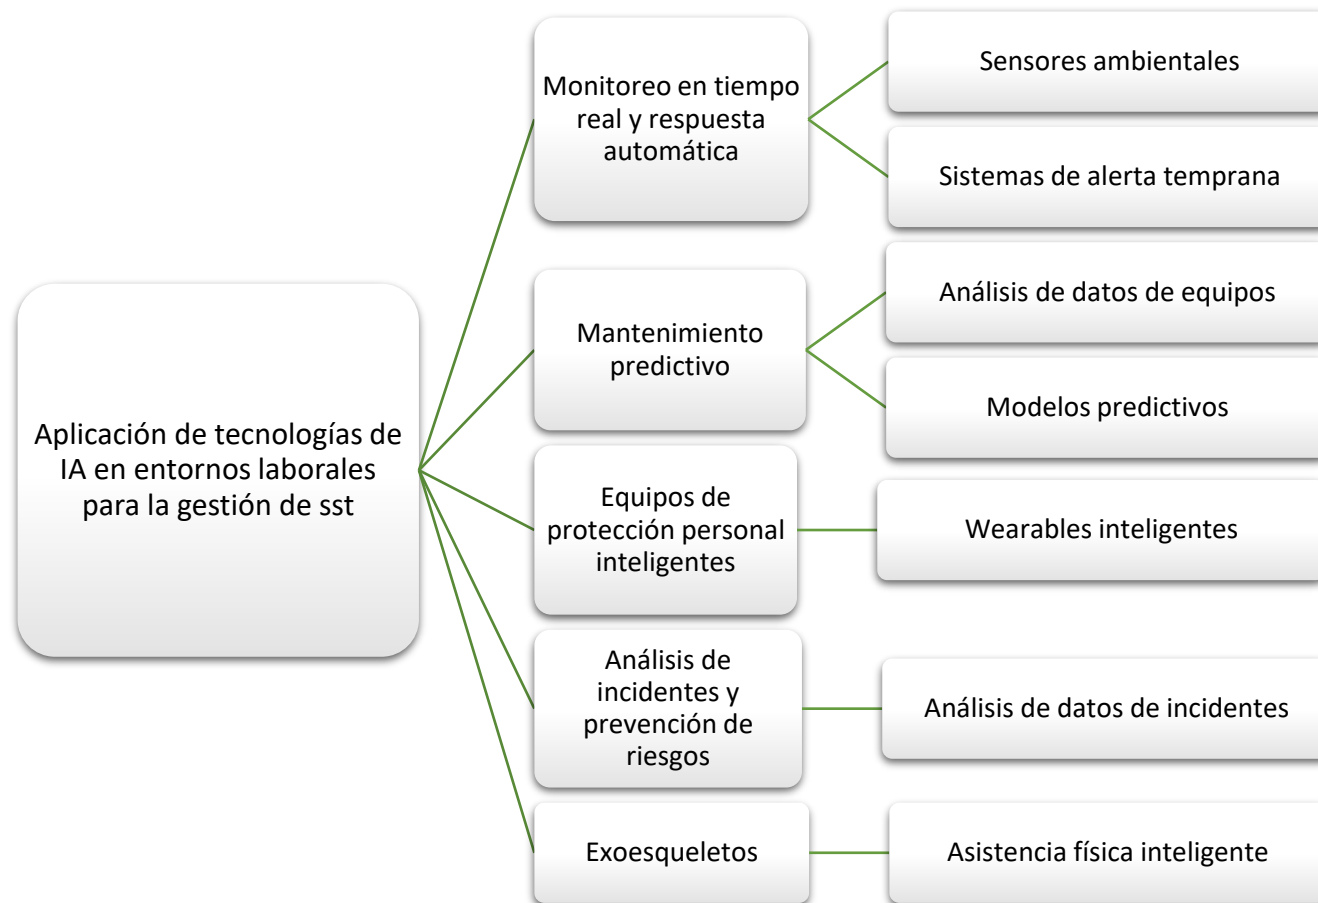 Aplicación de tecnologías de
IA en entornos laborales
para la gestión de sst
Monitoreo en tiempo
real y respuesta
automática
Sensores ambientales
Sistemas de alerta temprana
Mantenimiento
predictivo
Análisis de datos de equipos
Modelos predictivos
Equipos de
protección personal
inteligentes
Wearables inteligentes
Análisis de
incidentes y
prevención de
riesgos
Análisis de datos de incidentes
Exoesqueletos
Asistencia física inteligente